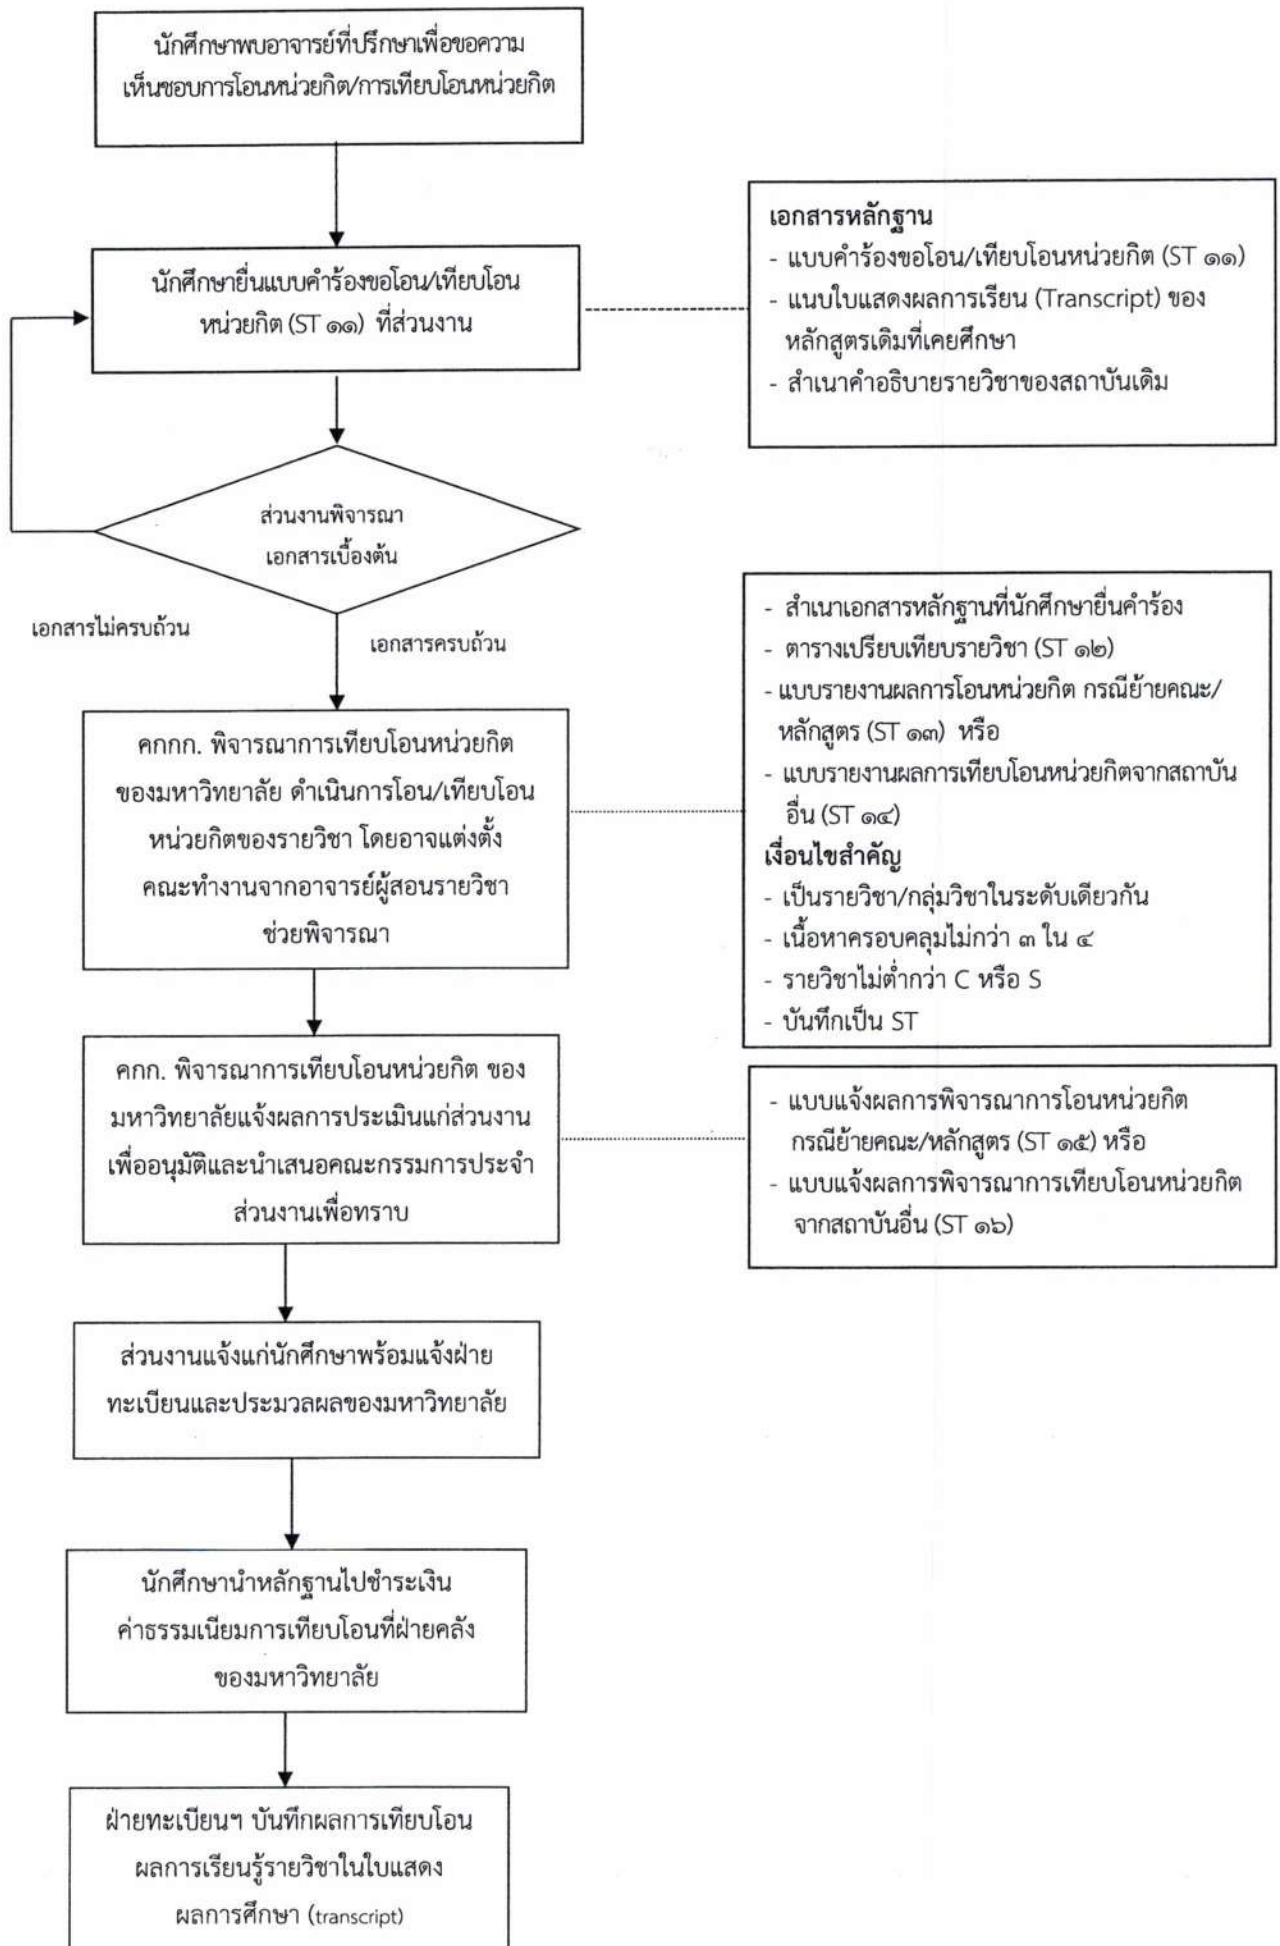 นักศึกษาพบอาจารย์ที่ปรึกษาเพื่อขอความ
เห็นชอบการโอนหน่วยกิต/การเทียบโอนหน่วยกิต
นักศึกษายื่นแบบคำร้องขอโอน/เทียบโอน
หน่วยกิต (ST ๑๑) ที่ส่วนงาน
เอกสารหลักฐาน
- แบบคำร้องขอโอน/เทียบโอนหน่วยกิต (ST ๑๑)
- แนบใบแสดงผลการเรียน (Transcript) ของ
หลักสูตรเดิมที่เคยศึกษา
- สำเนาคำอธิบายรายวิชาของสถาบันเดิม
ส่วนงานพิจารณา
เอกสารเบื้องต้น
เอกสารไม่ครบถ้วน
เอกสารครบถ้วน
คกกก. พิจารณาการเทียบโอนหน่วยกิต
ของมหาวิทยาลัย ดำเนินการโอน/เทียบโอน
หน่วยกิตของรายวิชา โดยอาจแต่งตั้ง
คณะทำงานจากอาจารย์ผู้สอนรายวิชา
ช่วยพิจารณา
- สำเนาเอกสารหลักฐานที่นักศึกษายื่นคำร้อง
- ตารางเปรียบเทียบรายวิชา (ST ๑๒)
- แบบรายงานผลการโอนหน่วยกิต กรณีย้ายคณะ/
หลักสูตร (ST ๑๓) หรือ
- แบบรายงานผลการเทียบโอนหน่วยกิตจากสถาบัน
อื่น (ST ๑๔)
เงื่อนไขสำคัญ
- เป็นรายวิชา/กลุ่มวิชาในระดับเดียวกัน
- เนื้อหาครอบคลุมไม่กว่า ๓ ใน ๔
- รายวิชาไม่ต่ำกว่า C หรือ S
- บันทึกเป็น ST
คกก. พิจารณาการเทียบโอนหน่วยกิต ของ
มหาวิทยาลัยแจ้งผลการประเมินแก่ส่วนงาน
เพื่ออนุมัติและนำเสนอคณะกรรมการประจำ
ส่วนงานเพื่อทราบ
- แบบแจ้งผลการพิจารณาการโอนหน่วยกิต
กรณีย้ายคณะ/หลักสูตร (ST ๑๕) หรือ
- แบบแจ้งผลการพิจารณาการเทียบโอนหน่วยกิต
จากสถาบันอื่น (ST ๑๖)
ส่วนงานแจ้งแก่นักศึกษาพร้อมแจ้งฝ่าย
ทะเบียนและประมวลผลของมหาวิทยาลัย
นักศึกษานำหลักฐานไปชำระเงิน
ค่าธรรมเนียมการเทียบโอนที่ฝ่ายคลัง
ของมหาวิทยาลัย
ฝ่ายทะเบียนฯ บันทึกผลการเทียบโอน
ผลการเรียนรู้รายวิชาในใบแสดง
ผลการศึกษา (transcript)